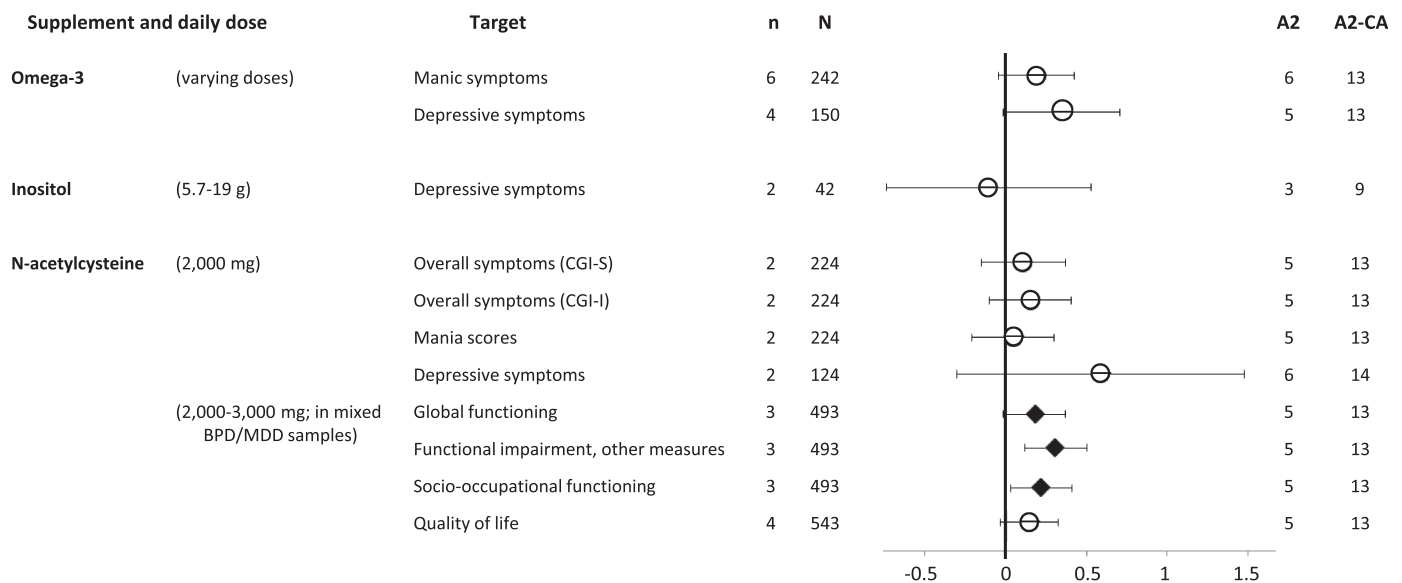 Supplement and daily dose Target n N A2 A2-CA
Omega-3 (varying doses) Manic symptoms 6 242 6 13
Depressive symptoms 4 150 5 13
Inositol (5.7-19 g) Depressive symptoms 2 42 3 9
N-acetylcysteine (2,000 mg) Overall symptoms (CGI-S) 2 224 5 13
Overall symptoms (CGI-I) 2 224 5 13
Mania scores 2 224 5 13
Depressive symptoms 2 124 6 14
(2,000-3,000 mg; in mixed Global functioning 3 493 5 13
BPD/MDD samples)
Functional impairment, other measures 3 493 5 13
Socio-occupational functioning 3 493 5 13
Quality of life 4 543 5 13
-0.5 0 0.5 1 1.5